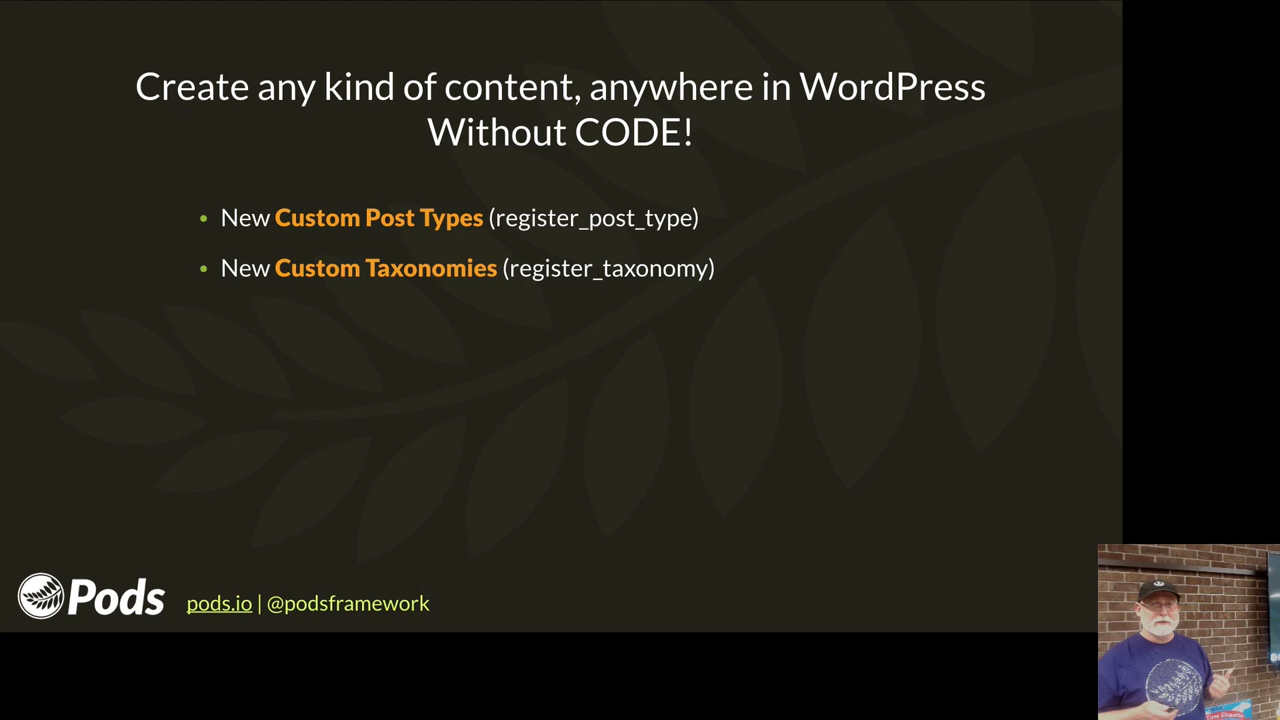 Create any kind of content, anywhere in WordPress
Without CODE!
• New Custom Post Types (register_post_type)
• New Custom Taxonomies (register_taxonomy)
Pods
pods.io | @podsframework